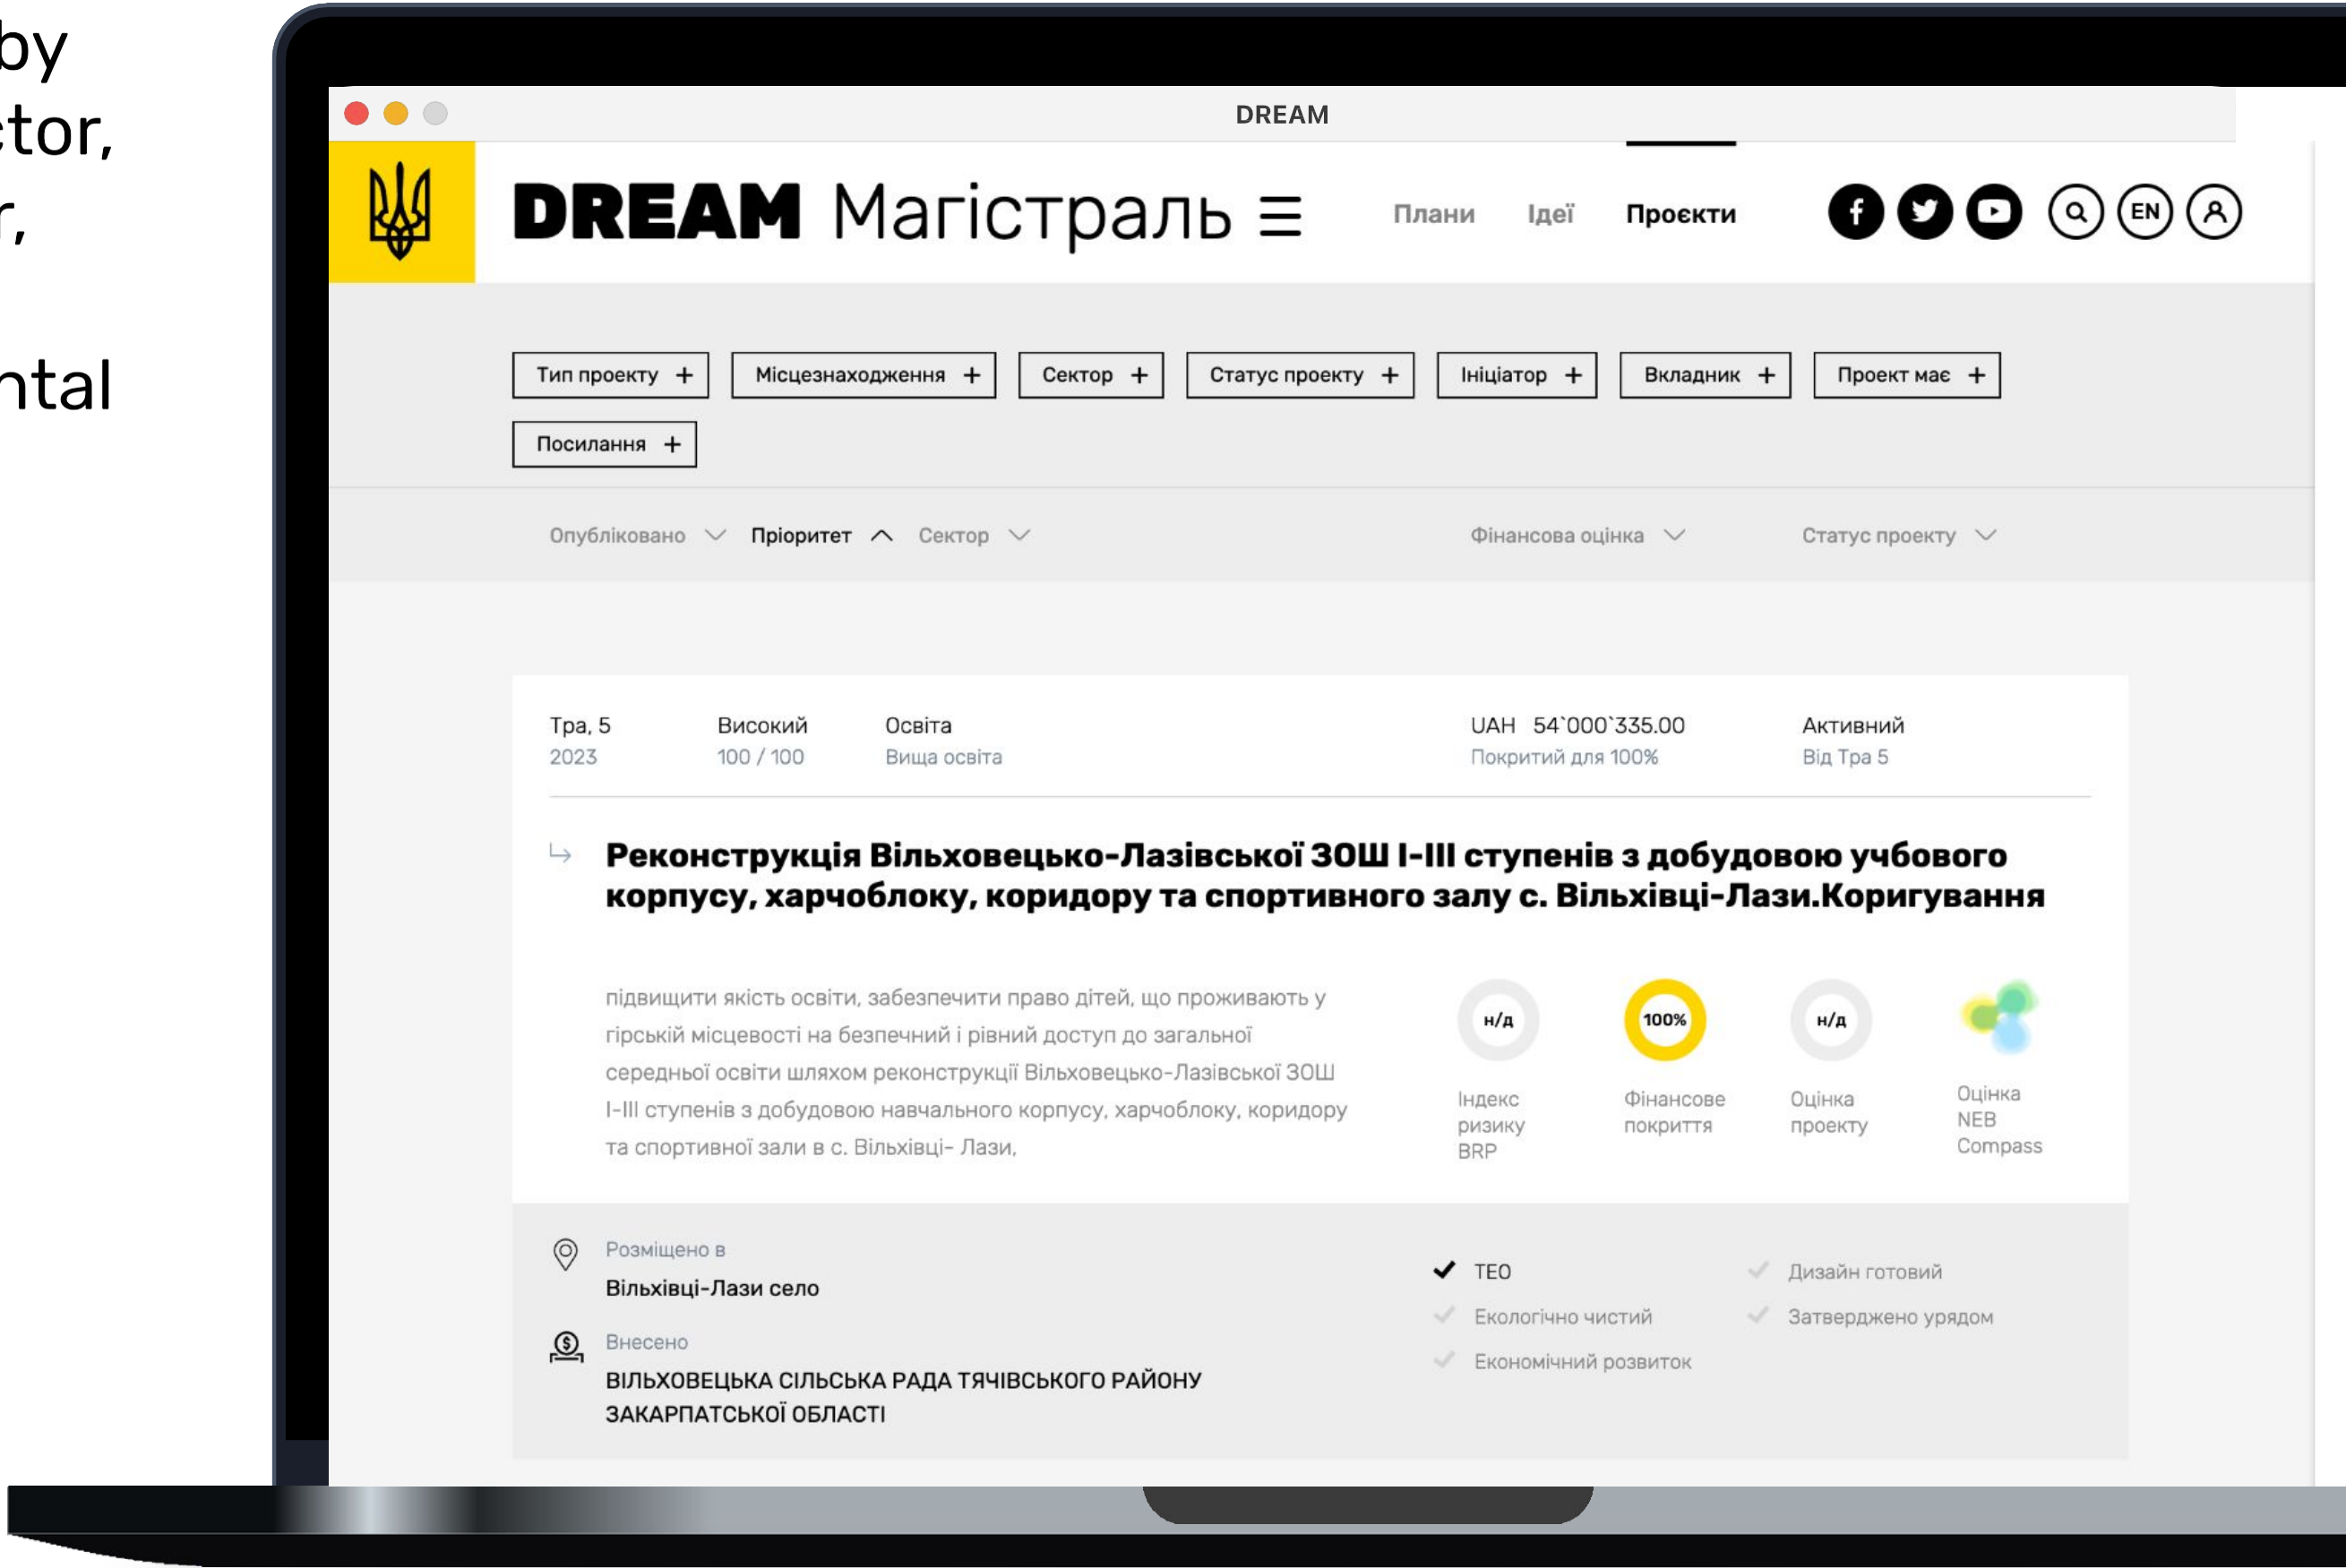 by
ctor,
r,
ntal
DREAM
DREAM Магістраль
Плани Ідеї Проєкти
EN
Тип проекту + Місцезнаходження + Сектор + Статус проекту + Ініціатор + Вкладник + Проект має +
Посилання +
Опубліковано Пріоритет Сектор Фінансова оцінка Статус проекту
Тра, 5 Високий Освіта UAH 54`000`335.00 Активний
2023 100 / 100 Вища освіта Покритий для 100% Від Тра 5
Реконструкція Вільховецько-Лазівської ЗОШ І-ІІІ ступенів з добудовою учбового
корпусу, харчоблоку, коридору та спортивного залу с. Вільхівці-Лази.Коригування
підвищити якість освіти, забезпечити право дітей, що проживають у
гірській місцевості на безпечний і рівний доступ до загальної
середньої освіти шляхом реконструкції Вільховецько-Лазівської ЗОШ
І-ІІІ ступенів з добудовою навчального корпусу, харчоблоку, коридору
та спортивної зали в с. Вільхівці- Лази,
н/д 100% н/д
Індекс
ризику
BRP
Фінансове
покриття
Оцінка
проекту
Оцінка
NEB
Compass
Розміщено в
Вільхівці-Лази село
Внесено
ВІЛЬХОВЕЦЬКА СІЛЬСЬКА РАДА ТЯЧІВСЬКОГО РАЙОНУ
ЗАКАРПАТСЬКОЇ ОБЛАСТІ
ТЕО Дизайн готовий
Екологічно чистий Затверджено урядом
Економічний розвиток